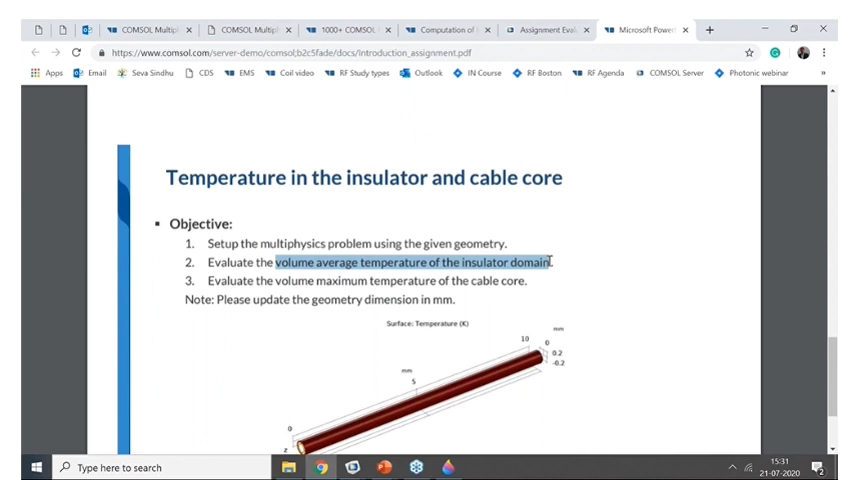 COMSOL Multipl
COMSOL Multipl
1000+ COMSOL
Computation of
Assignment Eval
Microsoft Power
https://www.comsol.com/server-demo/comsol;b2c5fade/docs/introduction_assignment.pdf
Apps
Email
Seva Sindhu
CDS
EMS
Coil video
RF Study types
Outlook
IN Course
RF Boston
RF Agenda
COMSOL Server
Photonic webinar
»
Temperature in the insulator and cable core
Objective:
1. Setup the multiphysics problem using the given geometry.
2. Evaluate the volume average temperature of the insulator domain.
3. Evaluate the volume maximum temperature of the cable core.
Note: Please update the geometry dimension in mm.
Surface: Temperature (K)
mm
10
0
0.2
-0.2
mm
5
0
z
Type here to search
15:31
21-07-2020
2